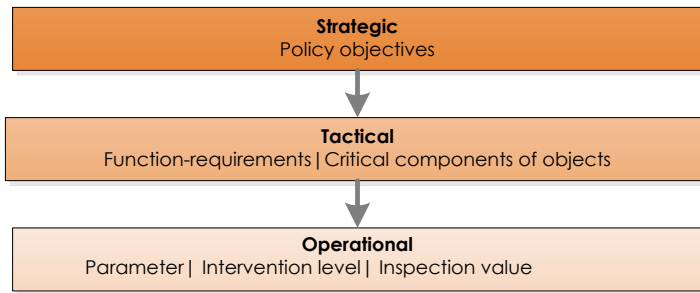 Strategic
Policy objectives
Tactical
Function-requirements| Critical components of objects
Operational
Parameter| Intervention level| Inspection value